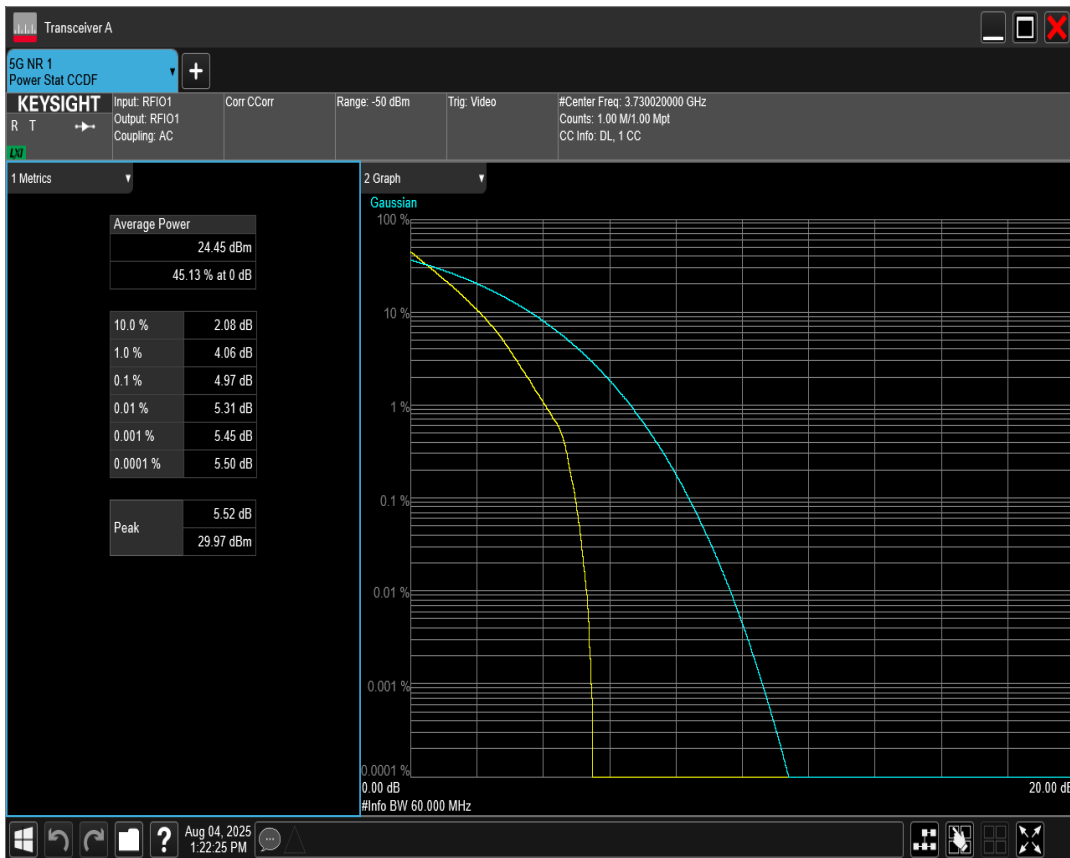 Transceiver A
5G NR 1
Power Stat CCDF
KEYSIGHT
R T
LXI
Input: RFIO1
Output: RFIO1
Coupling: AC
Corr CCorr
Range: -50 dBm
Trig: Video
#Center Freq: 3.730020000 GHz
Counts: 1.00 M/1.00 Mpt
CC Info: DL, 1 CC
1 Metrics
Average Power
24.45 dBm
45.13 % at 0 dB
10.0 % 2.08 dB
1.0 % 4.06 dB
0.1 % 4.97 dB
0.01 % 5.31 dB
0.001 % 5.45 dB
0.0001 % 5.50 dB
Peak
5.52 dB
29.97 dBm
2 Graph
Gaussian
100 %
10 %
1 %
0.1 %
0.01 %
0.001 %
0.0001 %
0.00 dB 20.00 dB
#Info BW 60.000 MHz
?
Aug 04, 2025
1:22:25 PM